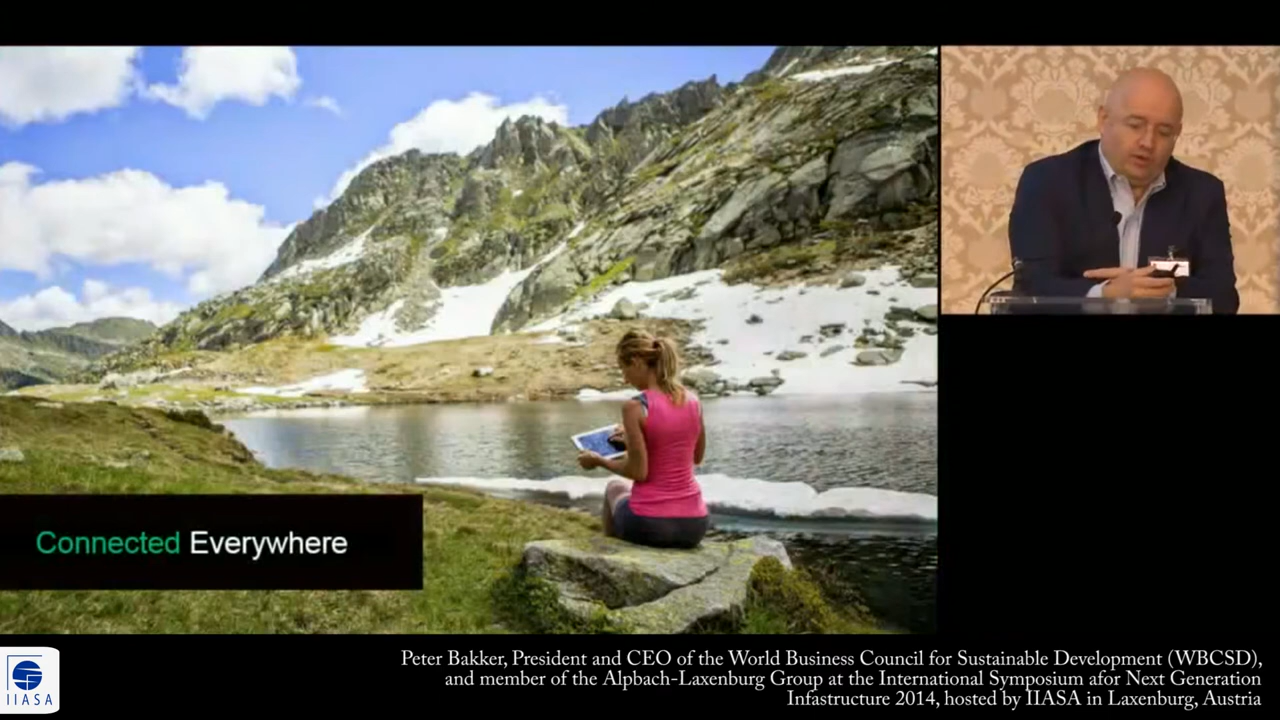 Connected Everywhere
Peter Bakker, President and CEO of the World Business Council for Sustainable Development (WBCSD),
and member of the Alpbach-Laxenburg Group at the International Symposium afor Next Generation
Infastructure 2014, hosted by IIASA in Laxenburg, Austria
IIASA